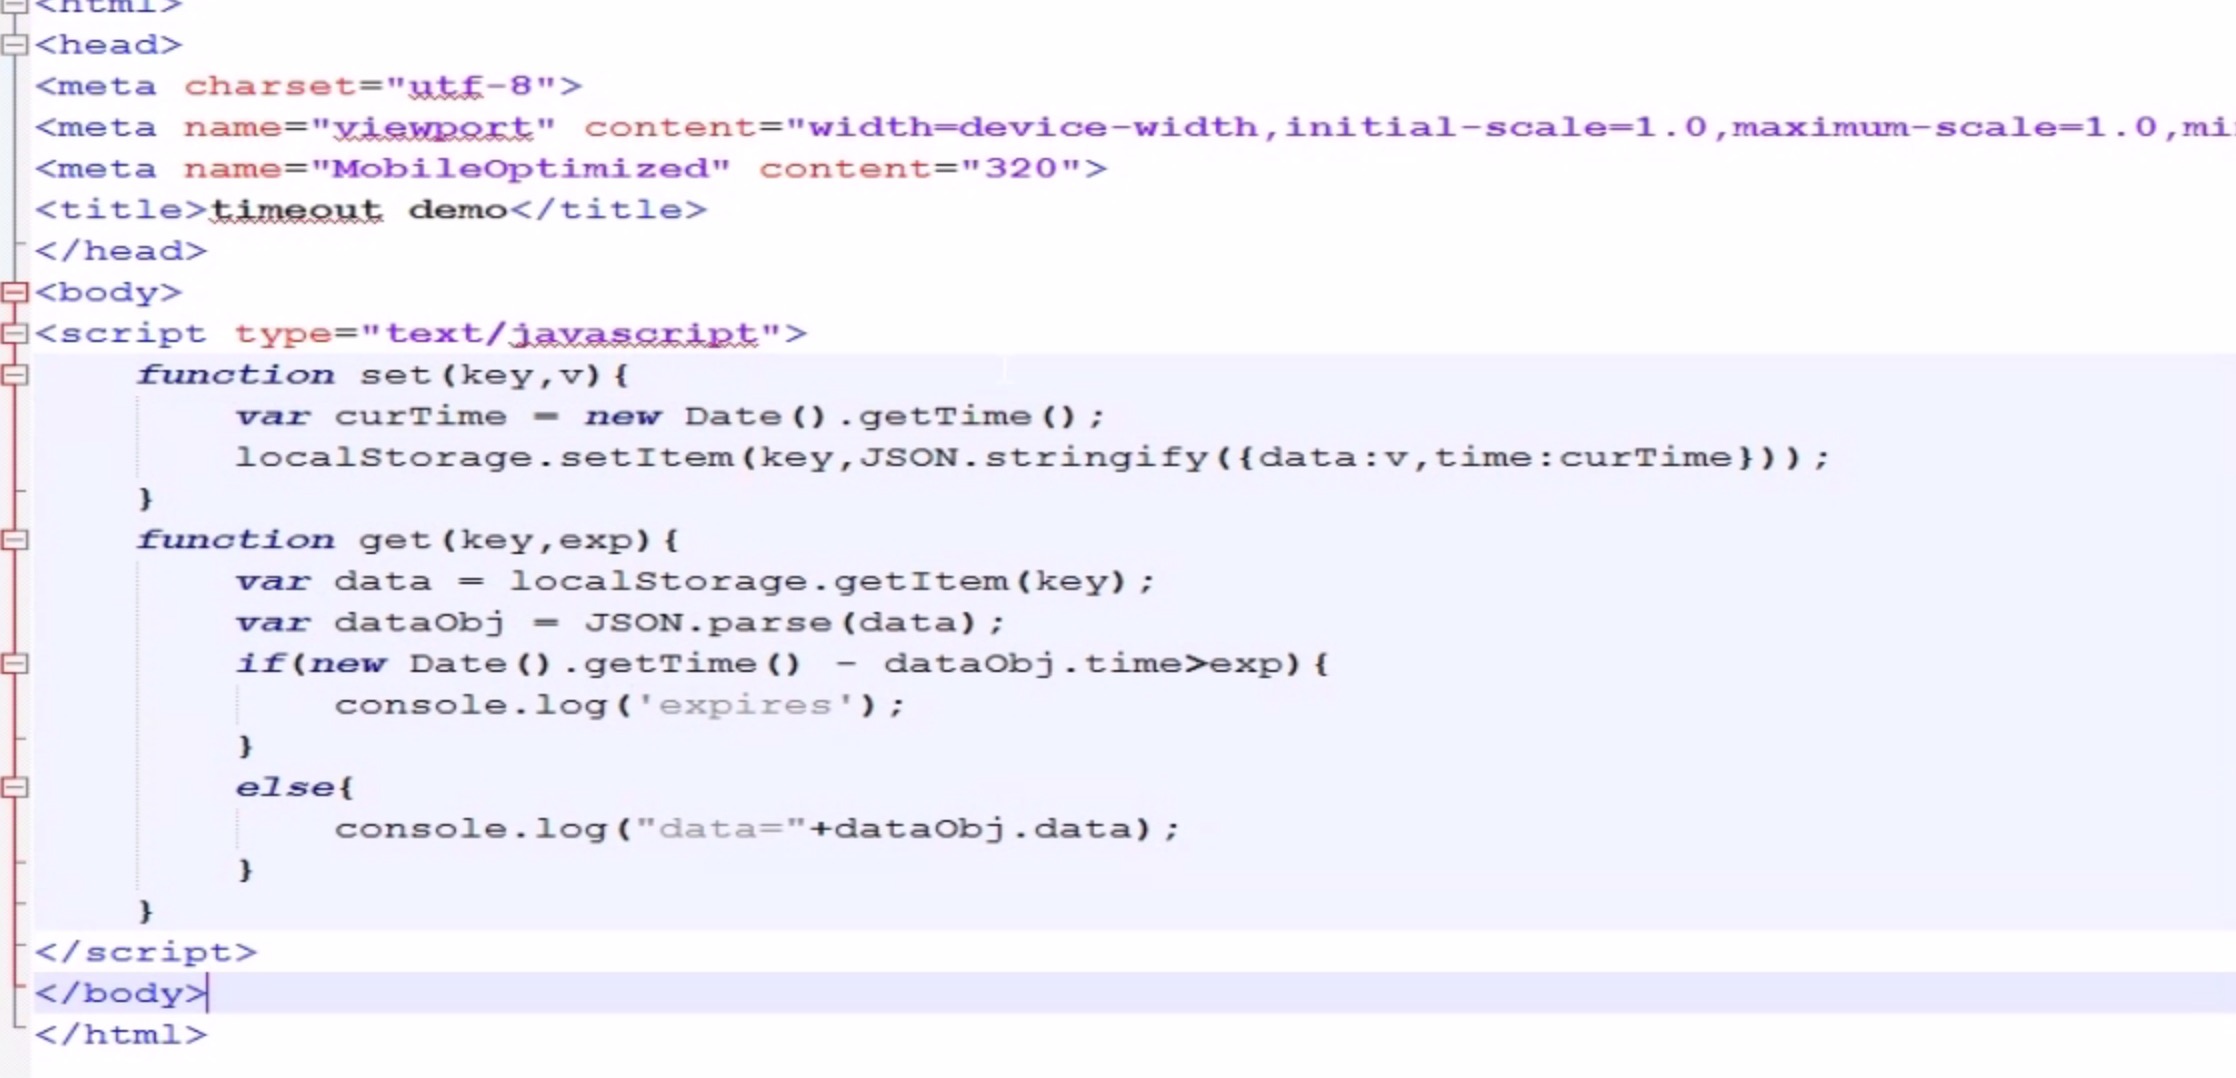 <html>
<head>
<meta charset="utf-8">
<meta name="viewport" content="width=device-width,initial-scale=1.0,maximum-scale=1.0,mi
<meta name="MobileOptimized" content="320">
<title>timeout demo</title>
</head>
<body>
<script type="text/javascript">
function set(key,v){
var curTime = new Date().getTime();
localStorage.setItem(key,JSON.stringify({data:v,time:curTime}));
}
function get(key,exp){
var data = localStorage.getItem(key);
var dataObj = JSON.parse(data);
if(new Date().getTime() - dataObj.time>exp){
console.log('expires');
}
else{
console.log("data="+dataObj.data);
}
}
</script>
</body>
</html>